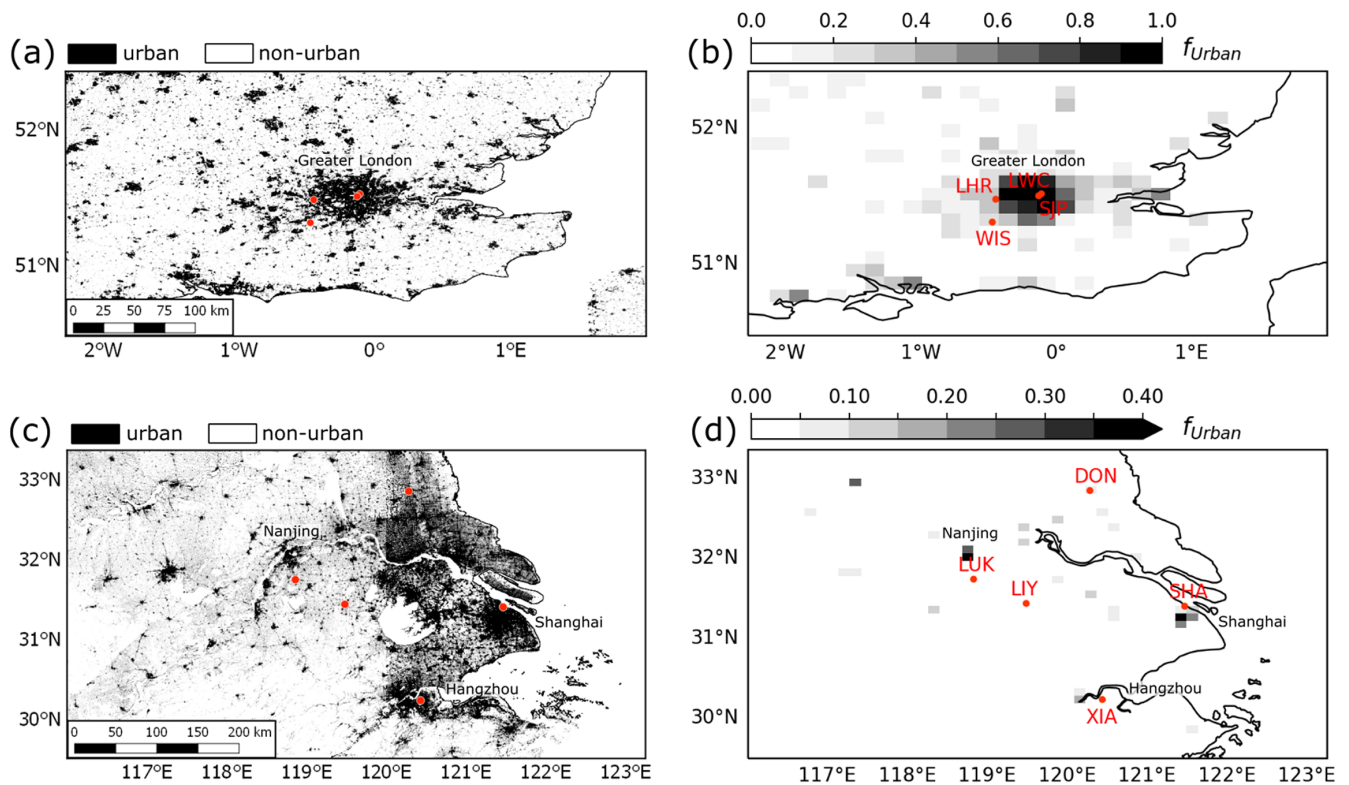 (a) urban non-urban
52°N
51°N
Greater London
0 25 50 75 100 km
2°W 1°W 0° 1°E
(b) 0.0 0.2 0.4 0.6 0.8 1.0 fUrban
52°N
51°N
Greater London
LHR LWC
SJP
WIS
2°W 1°W 0° 1°E
(c) urban non-urban
33°N
32°N
31°N
30°N
Nanjing
Shanghai
Hangzhou
0 50 100 150 200 km
117°E 118°E 119°E 120°E 121°E 122°E 123°E
(d) 0.00 0.10 0.20 0.30 0.40 fUrban
33°N
32°N
31°N
30°N
DON
Nanjing
LUK
LIY
SHA
Shanghai
Hangzhou
XIA
117°E 118°E 119°E 120°E 121°E 122°E 123°E